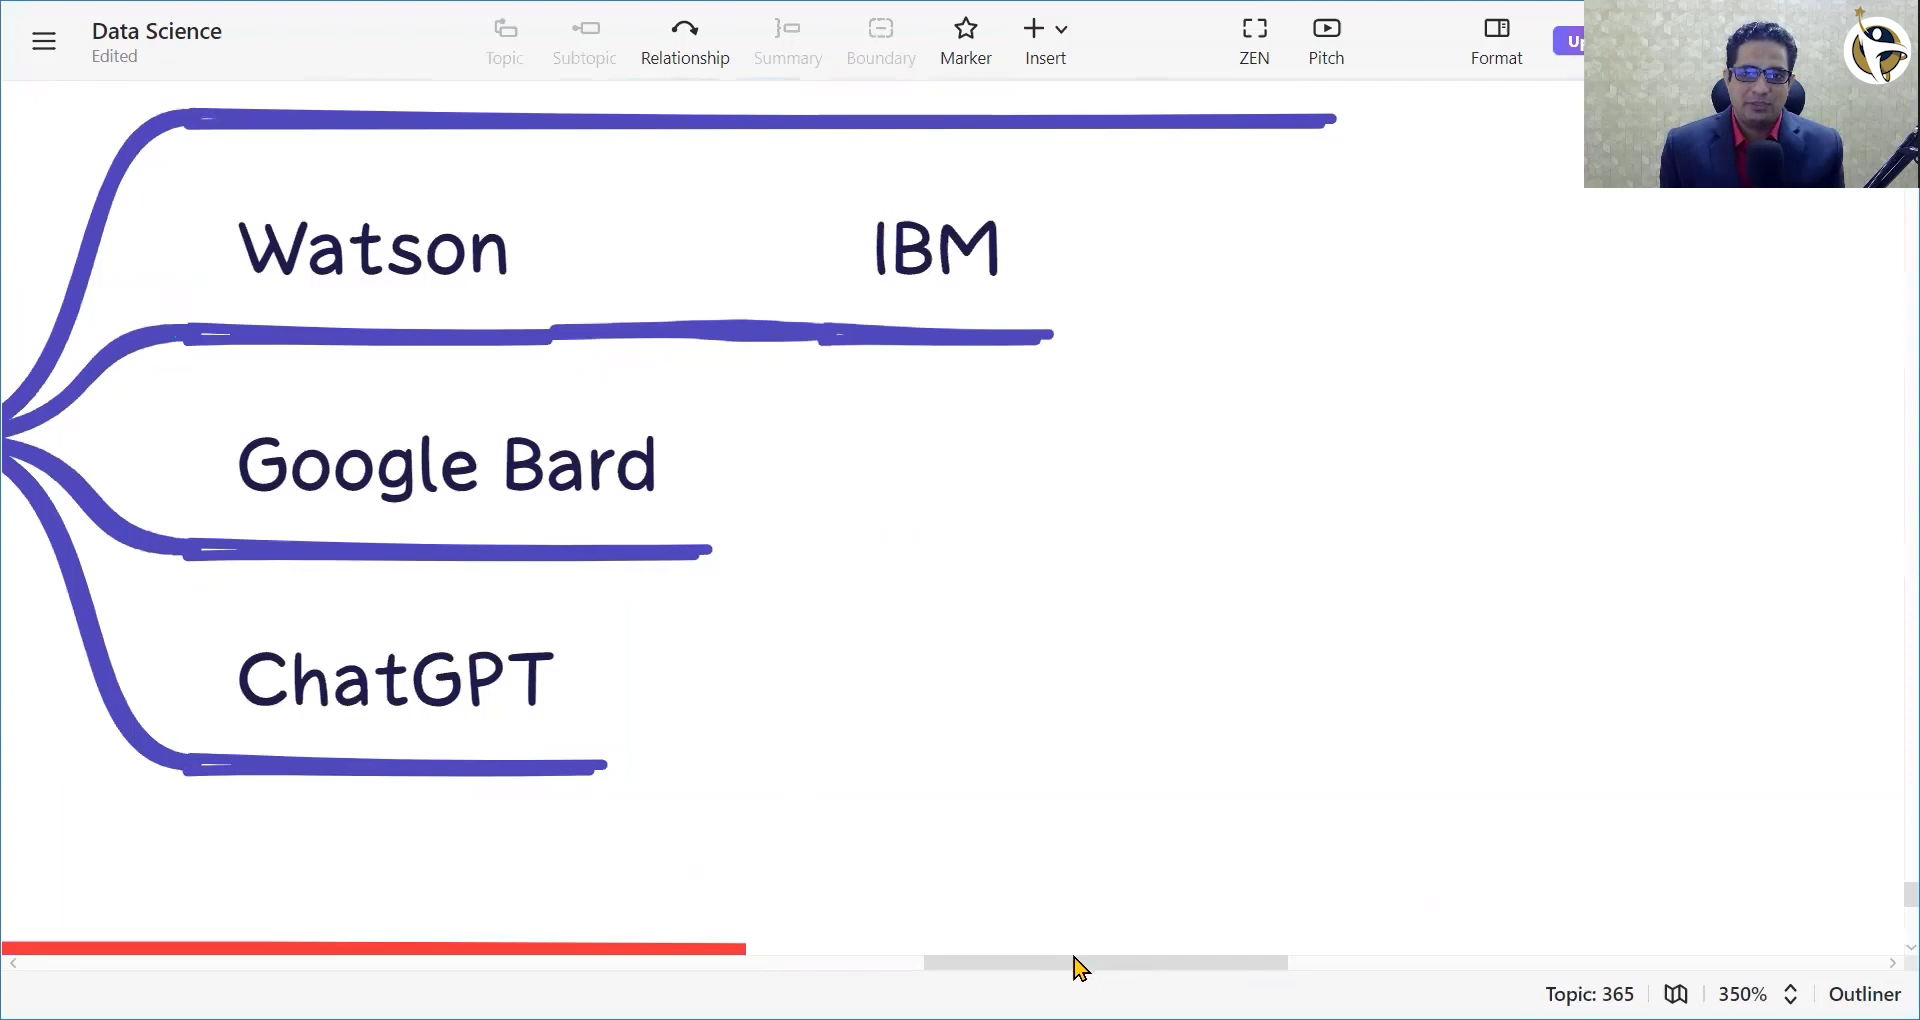 Data Science
Edited
Topic
Subtopic
Relationship
Summary
Boundary
Marker
Insert
ZEN
Pitch
Format
Watson
IBM
Google Bard
ChatGPT
Topic: 365
350%
Outliner